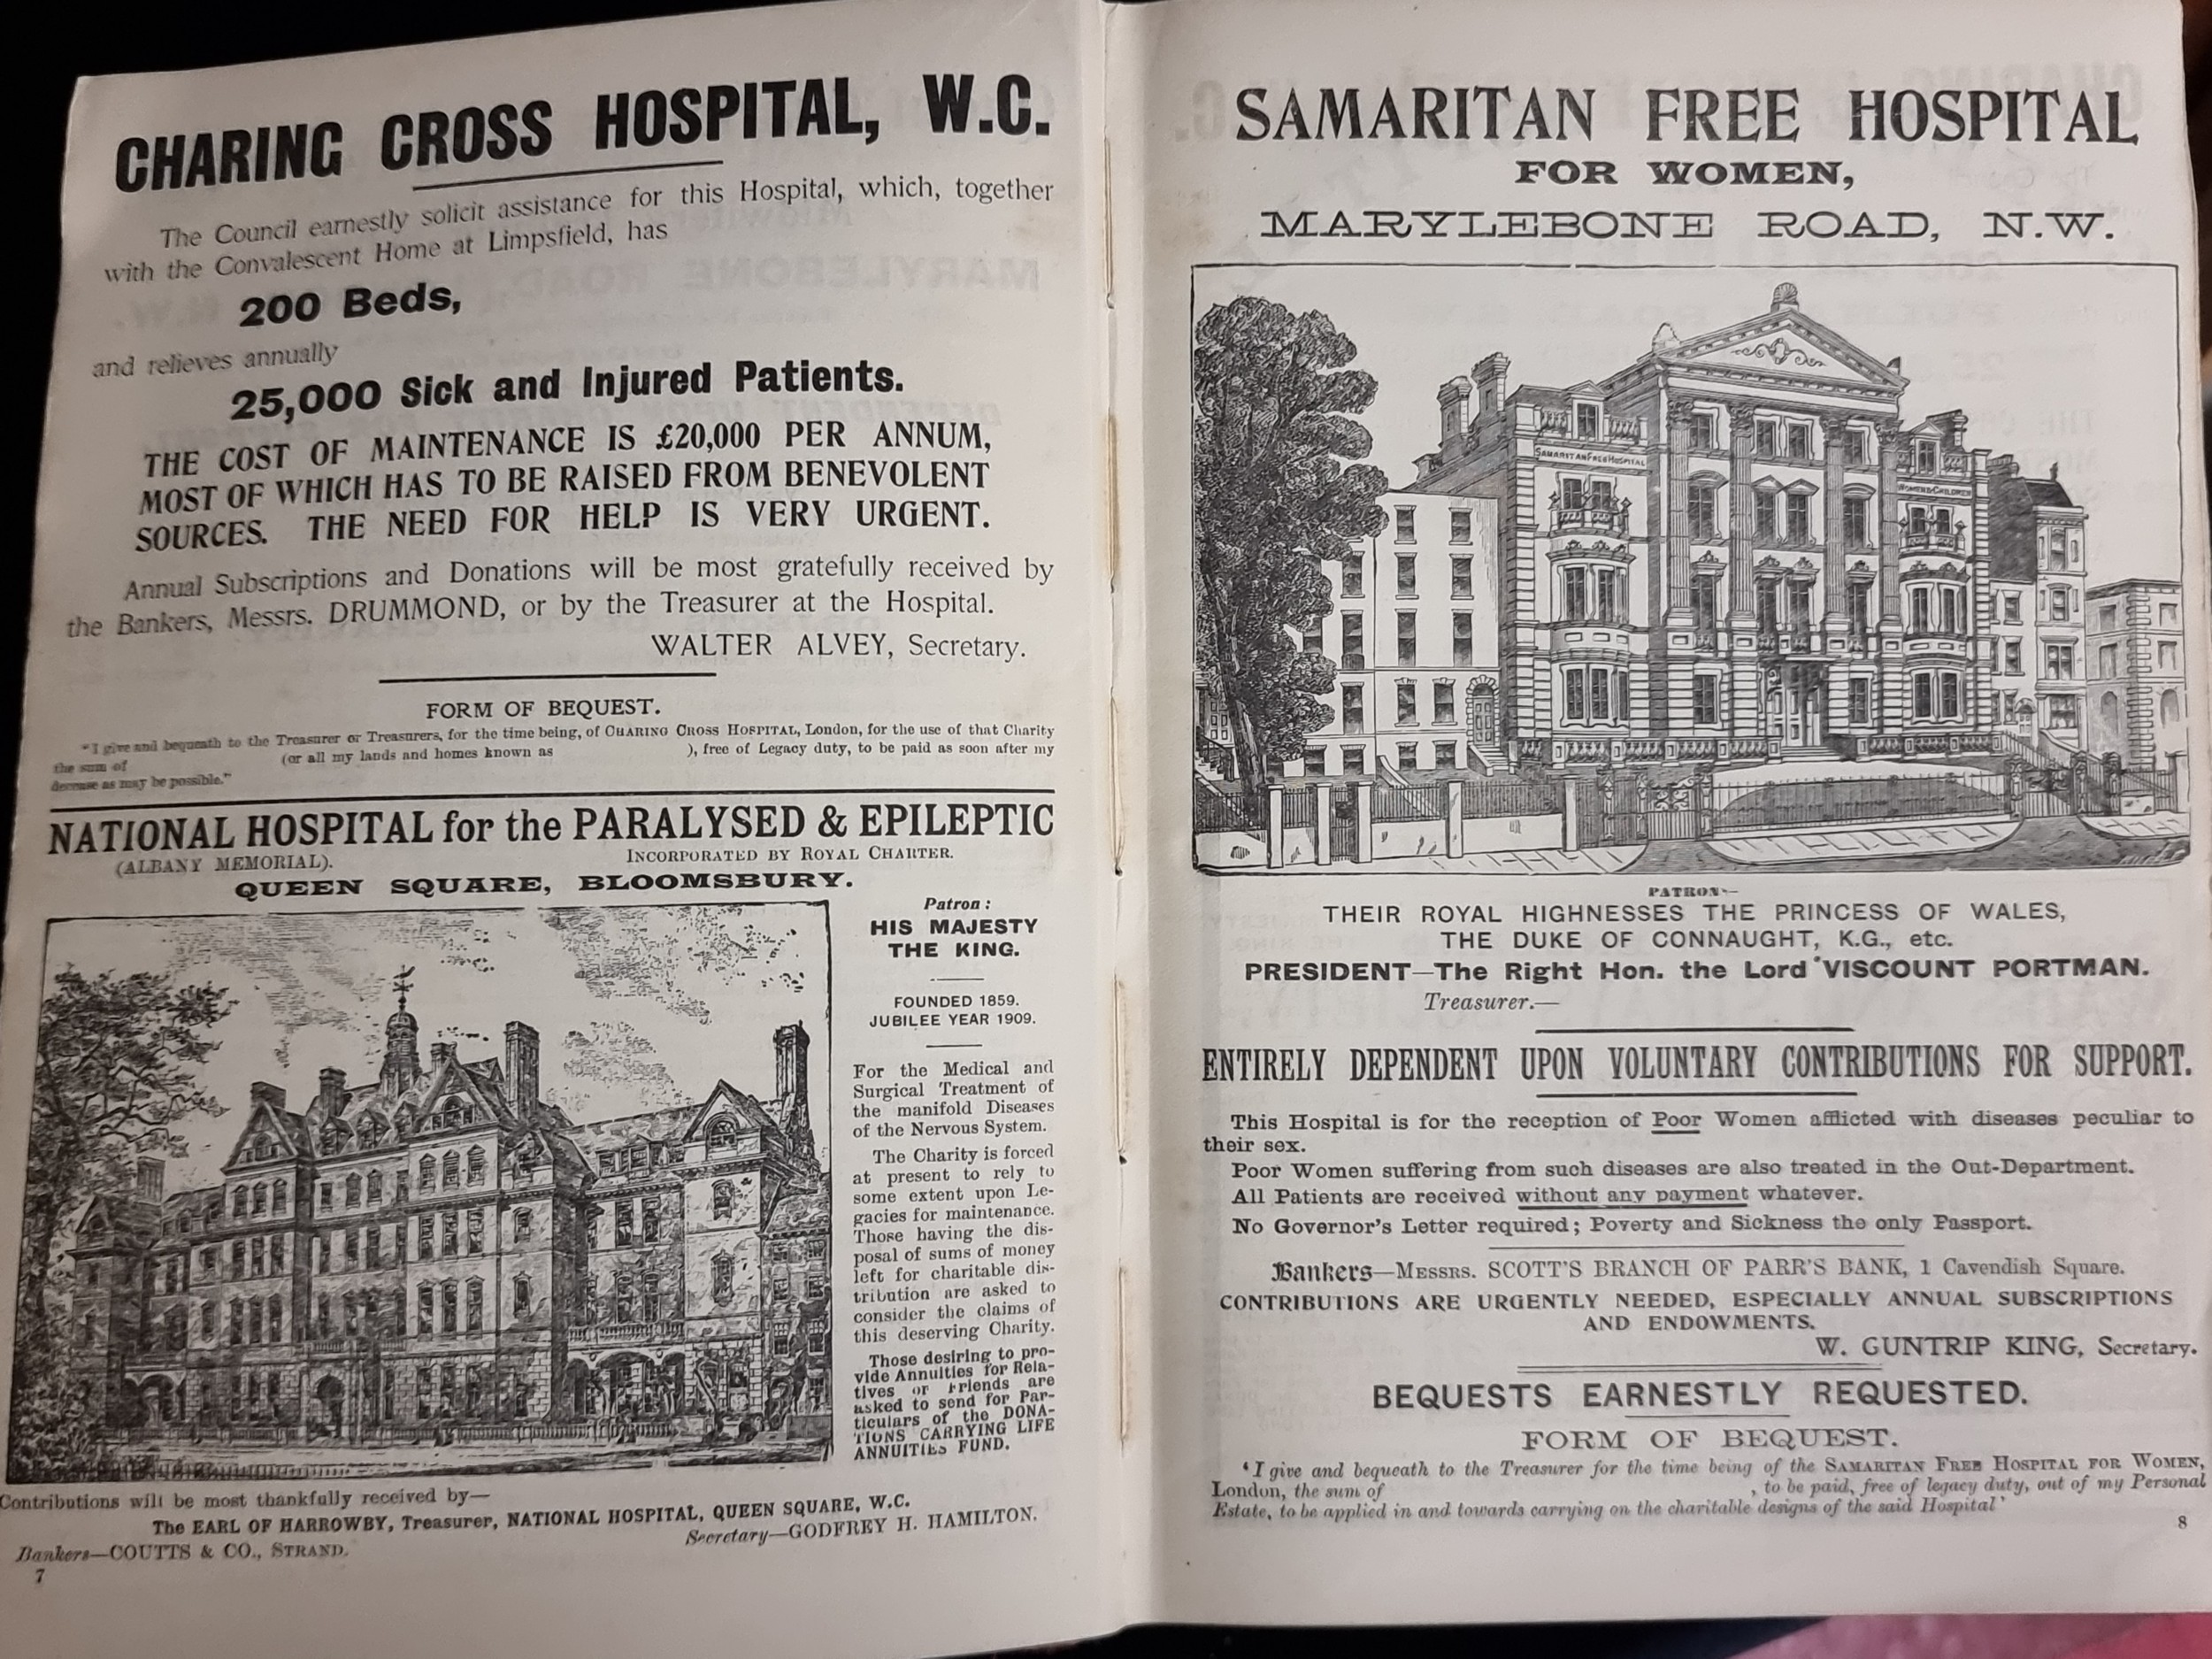 CHARING CROSS HOSPITAL, W.C.
The Council earnestly solicit assistance for this Hospital, which, together
with the Convalescent Home at Limpsfield, has
200 Beds,
and relieves annually
25,000 Sick and Injured Patients.
THE COST OF MAINTENANCE IS £20,000 PER ANNUM,
MOST OF WHICH HAS TO BE RAISED FROM BENEVOLENT
SOURCES. THE NEED FOR HELP IS VERY URGENT.
Annual Subscriptions and Donations will be most gratefully received by
the Bankers, Messrs. DRUMMOND, or by the Treasurer at the Hospital.
WALTER ALVEY, Secretary.
FORM OF BEQUEST.
"I give and bequeath to the Treasurer or Treasurers, for the time being, of CHARING CROSS HOSPITAL, London, for the use of that Charity
the sum of (or all my lands and homes known as ), free of Legacy duty, to be paid as soon after my
decease as may be possible."
NATIONAL HOSPITAL for the PARALYSED & EPILEPTIC
(ALBANY MEMORIAL). INCORPORATED BY ROYAL CHARTER.
QUEEN SQUARE, BLOOMSBURY.
Patron:
HIS MAJESTY
THE KING.
FOUNDED 1859.
JUBILEE YEAR 1909.
For the Medical and
Surgical Treatment of
the manifold Diseases
of the Nervous System.
The Charity is forced
at present to rely to
some extent upon Le-
gacies for maintenance.
Those having the dis-
posal of sums of money
left for charitable dis-
tribution are asked to
consider the claims of
this deserving Charity.
Those desiring to pro-
vide Annuities for Rela-
tives or Friends are
asked to send for Par-
ticulars of the DONA-
TIONS CARRYING LIFE
ANNUITIES FUND.
Contributions will be most thankfully received by—
The EARL OF HARROWBY, Treasurer, NATIONAL HOSPITAL, QUEEN SQUARE, W.C.
Bankers—COUTTS & CO., STRAND. Secretary—GODFREY H. HAMILTON.
7
SAMARITAN FREE HOSPITAL
FOR WOMEN,
MARYLEBONE ROAD, N.W.
SAMARITAN FREE HOSPITAL
WOMEN & CHILDREN
PATRON—
THEIR ROYAL HIGHNESSES THE PRINCESS OF WALES,
THE DUKE OF CONNAUGHT, K.G., etc.
PRESIDENT—The Right Hon. the Lord VISCOUNT PORTMAN.
Treasurer.—
ENTIRELY DEPENDENT UPON VOLUNTARY CONTRIBUTIONS FOR SUPPORT.
This Hospital is for the reception of Poor Women afflicted with diseases peculiar to
their sex.
Poor Women suffering from such diseases are also treated in the Out-Department.
All Patients are received without any payment whatever.
No Governor's Letter required; Poverty and Sickness the only Passport.
Bankers—MESSRS. SCOTT'S BRANCH OF PARR'S BANK, 1 Cavendish Square.
CONTRIBUTIONS ARE URGENTLY NEEDED, ESPECIALLY ANNUAL SUBSCRIPTIONS
AND ENDOWMENTS.
W. GUNTRIP KING, Secretary.
BEQUESTS EARNESTLY REQUESTED.
FORM OF BEQUEST.
'I give and bequeath to the Treasurer for the time being of the SAMARITAN FREE HOSPITAL FOR WOMEN,
London, the sum of , to be paid, free of legacy duty, out of my Personal
Estate, to be applied in and towards carrying on the charitable designs of the said Hospital'
8